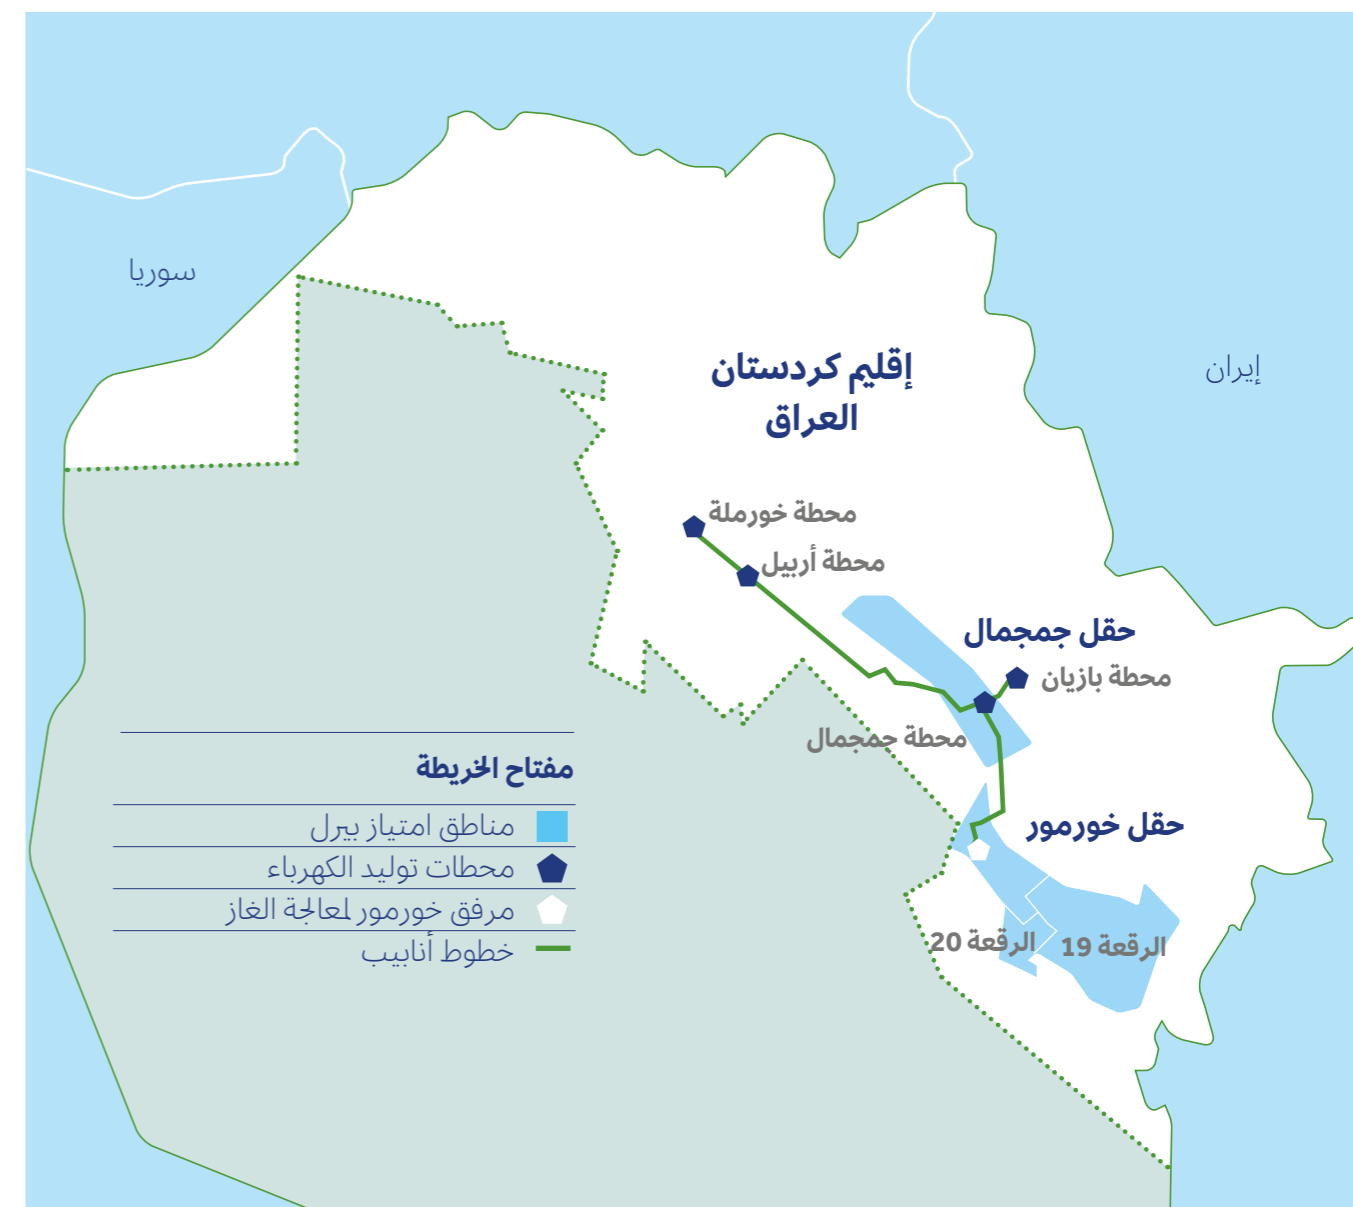 سوريا
إيران
إقليم كردستان
العراق
محطة خورملة
محطة أربيل
حقل جمجمال
محطة بازيان
محطة جمجمال
حقل خورمور
الرقعة 19
الرقعة 20
مفتاح الخريطة
مناطق امتياز بيرل
محطات توليد الكهرباء
مرفق خورمور لمعالجة الغاز
خطوط أنابيب